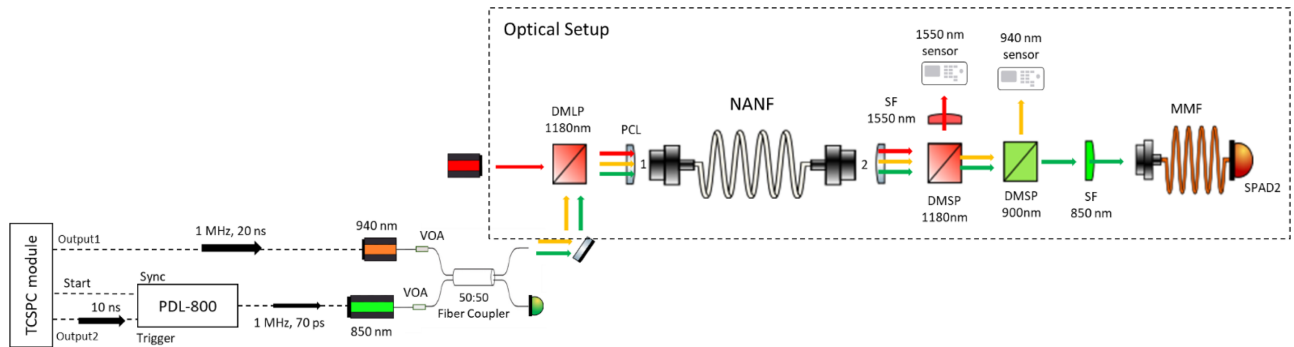 Optical Setup
1550 nm
sensor
940 nm
sensor
DMLP
1180nm
PCL
NANF
SF
1550 nm
MMF
1
2
DMSP
1180nm
DMSP
900nm
SF
850 nm
SPAD2
TCSPC module
Output1
1 MHz, 20 ns
940 nm
VOA
Start
Sync
10 ns
PDL-800
Output2
Trigger
1 MHz, 70 ps
850 nm
VOA
50:50
Fiber Coupler